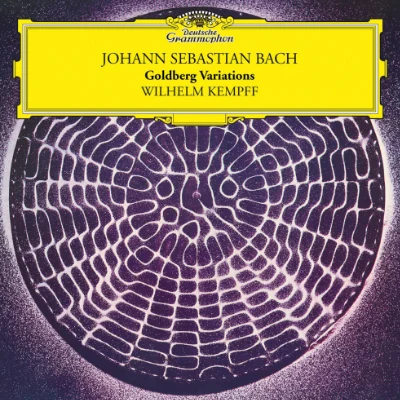 Deutsche
Grammophon
JOHANN SEBASTIAN BACH
Goldberg Variations
WILHELM KEMPFF